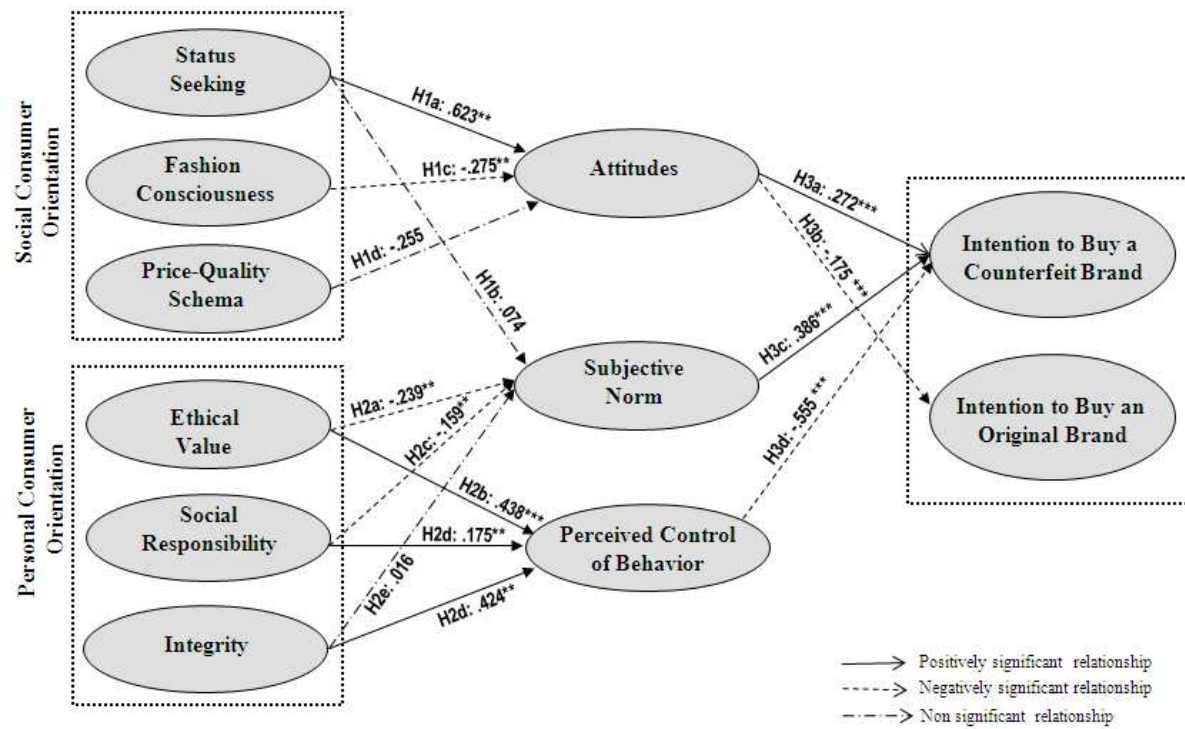 Social Consumer
Orientation
Status
Seeking
Fashion
Consciousness
Price-Quality
Schema
H1a: .623**
H1c: -.275**
H1d: -.255
H1b: .074
Attitudes
H3a: .272***
H3b: -.175 ***
Intention to Buy a
Counterfeit Brand
Personal Consumer
Orientation
Ethical
Value
Social
Responsibility
Integrity
H2a: -.239**
H2c: -.159**
H2b: .438***
H2d: .175**
H2e: .016
H2d: .424**
Subjective
Norm
Perceived Control
of Behavior
H3c: .386***
H3d: -.555 ***
Intention to Buy an
Original Brand
Positively significant relationship
Negatively significant relationship
Non significant relationship